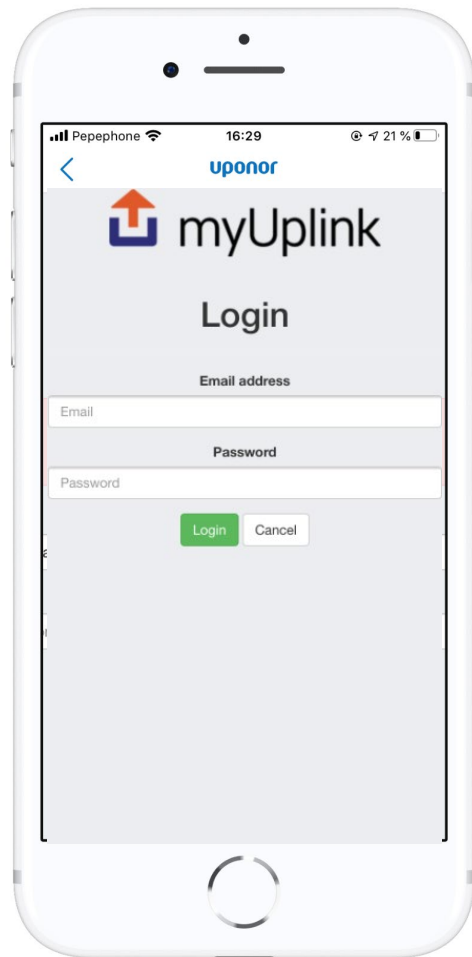 Pepephone 16:29 21 %
uponor
myUplink
Login
Email address
Email
Password
Password
Login Cancel